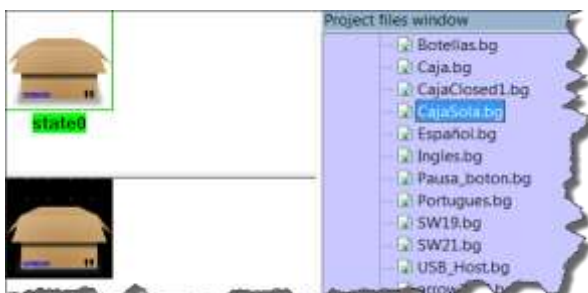 Project files window
Botellas.bg
Caja.bg
CajaClosed1.bg
CajaSola.bg
Español.bg
Ingles.bg
Pausa_boton.bg
Portugues.bg
SW19.bg
SW21.bg
USB_Host.bg
state0